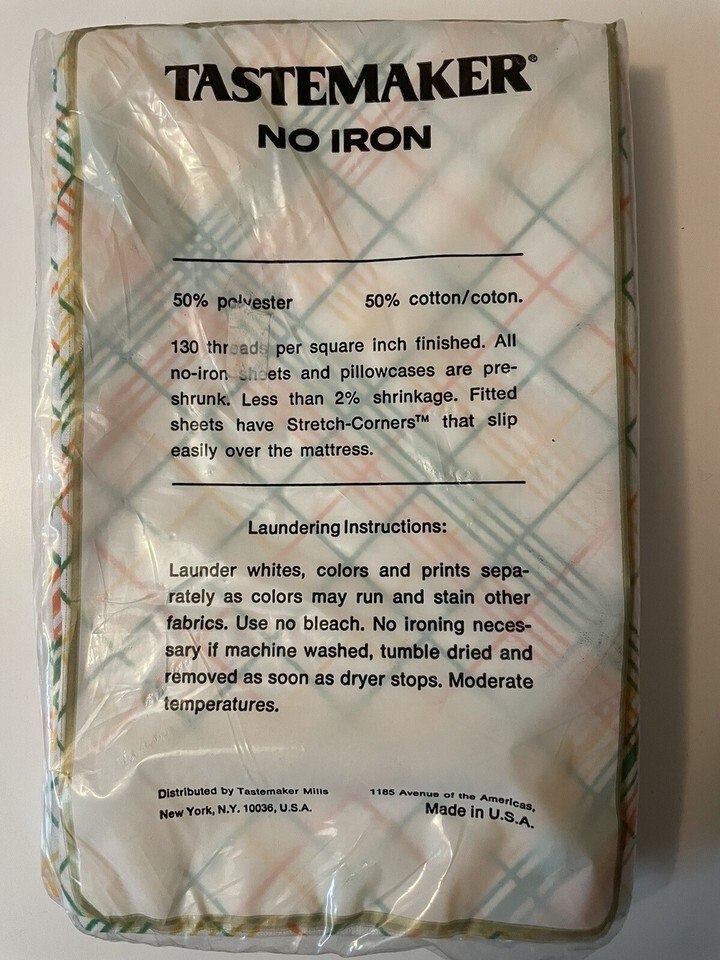 TASTEMAKER®
NO IRON
50% polyester 50% cotton/coton.
130 threads per square inch finished. All
no-iron sheets and pillowcases are pre-
shrunk. Less than 2% shrinkage. Fitted
sheets have Stretch-Corners™ that slip
easily over the mattress.
Laundering Instructions:
Launder whites, colors and prints sepa-
rately as colors may run and stain other
fabrics. Use no bleach. No ironing neces-
sary if machine washed, tumble dried and
removed as soon as dryer stops. Moderate
temperatures.
Distributed by Tastemaker Mills 1185 Avenue of the Americas,
New York, N.Y. 10036, U.S.A. Made in U.S.A.